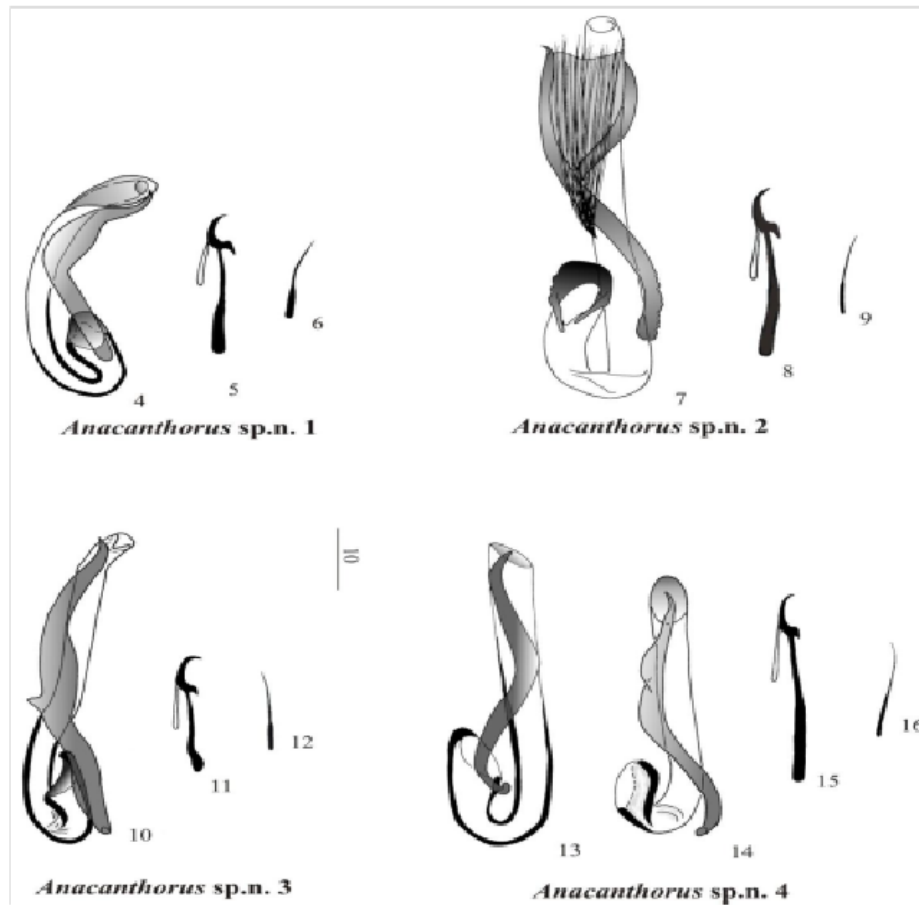 4 5 6
Anacanthorus sp.n. 1
7 8 9
Anacanthorus sp.n. 2
10 11 12
Anacanthorus sp.n. 3
10
13 14 15 16
Anacanthorus sp.n. 4